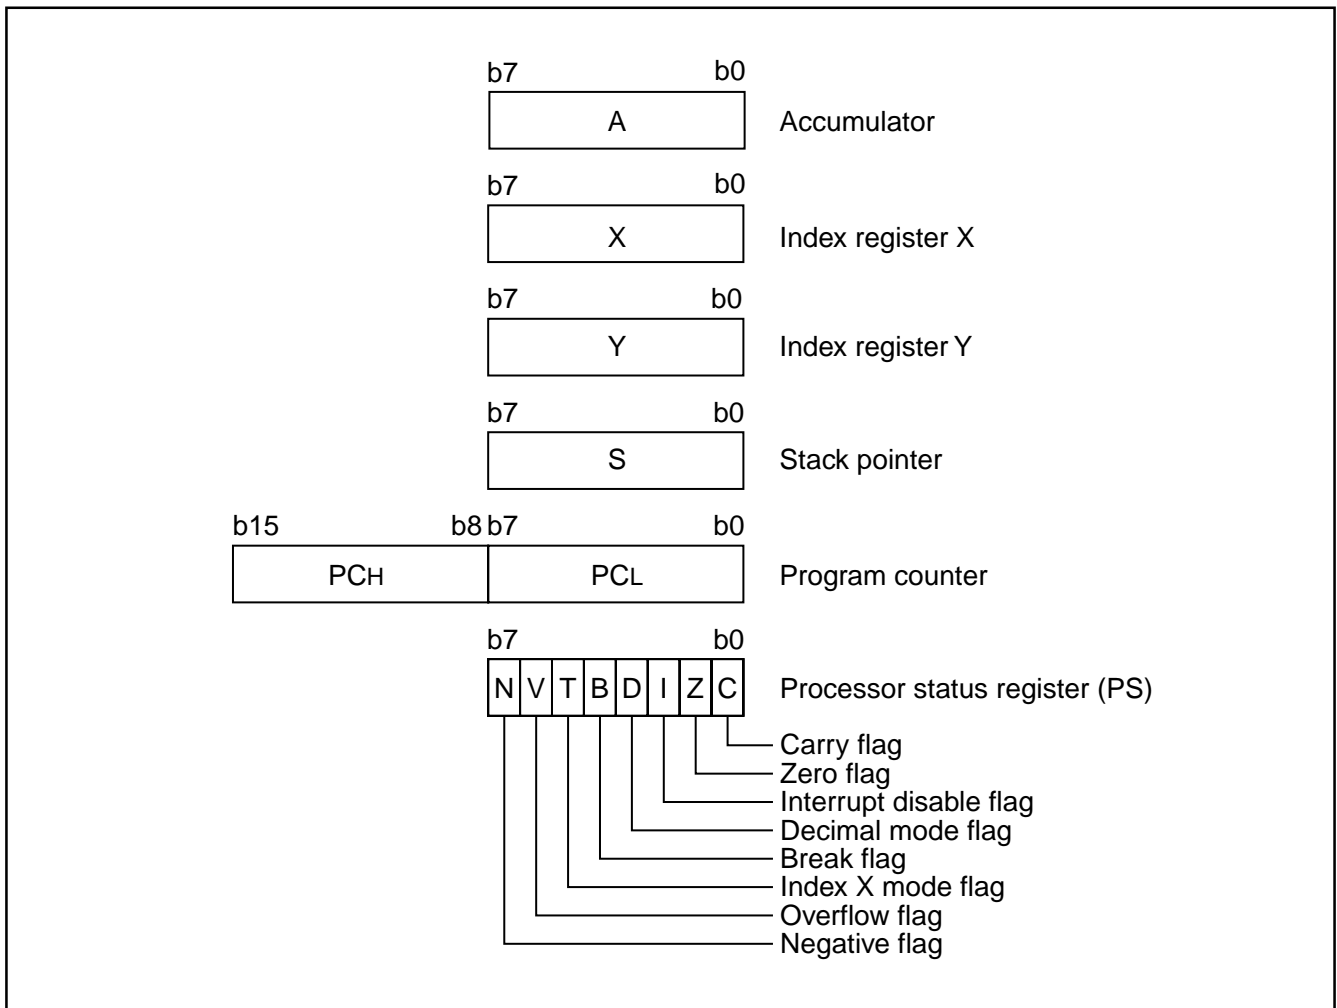 b7 b0
A Accumulator
b7 b0
X Index register X
b7 b0
Y Index register Y
b7 b0
S Stack pointer
b15 b8 b7 b0
PCH PCL Program counter
b7 b0
N V T B D I Z C Processor status register (PS)
Carry flag
Zero flag
Interrupt disable flag
Decimal mode flag
Break flag
Index X mode flag
Overflow flag
Negative flag